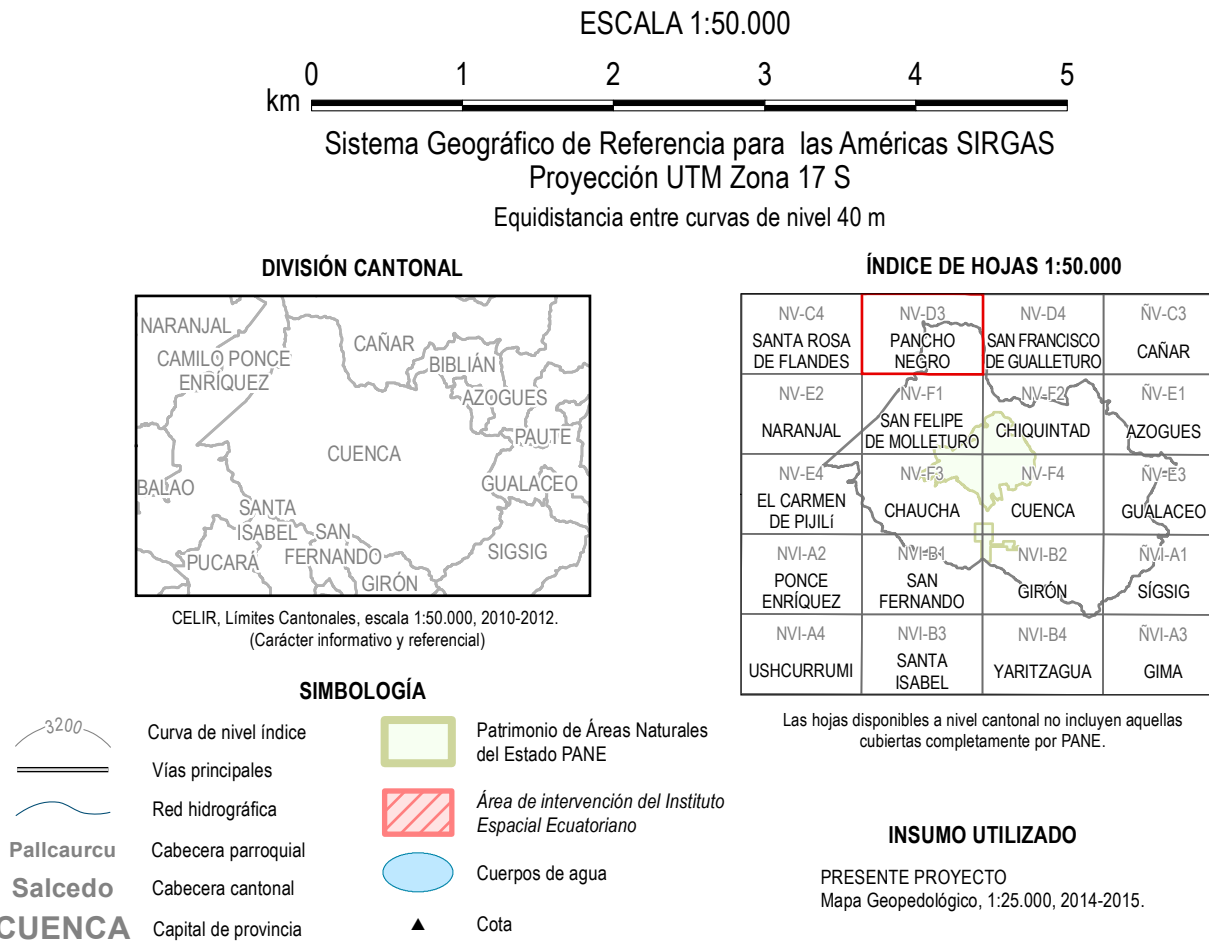 ESCALA 1:50.000
0 1 2 3 4 5
km
Sistema Geográfico de Referencia para las Américas SIRGAS
Proyección UTM Zona 17 S
Equidistancia entre curvas de nivel 40 m
DIVISIÓN CANTONAL
NARANJAL
CAMILO PONCE
ENRÍQUEZ
CAÑAR
BIBLIÁN
AZOGUES
PAUTE
CUENCA
GUALACEO
BALAO
SANTA
ISABEL
SAN
FERNANDO
PUCARÁ
GIRÓN
SIGSIG
CELIR, Límites Cantonales, escala 1:50.000, 2010-2012.
(Carácter informativo y referencial)
ÍNDICE DE HOJAS 1:50.000
NV-C4 NV-D3 NV-D4 ÑV-C3
SANTA ROSA PANCHO SAN FRANCISCO CAÑAR
DE FLANDES NEGRO DE GUALLETURO
NV-E2 NV-F1 NV-F2 ÑV-E1
NARANJAL SAN FELIPE CHIQUINTAD AZOGUES
DE MOLLETURO
NV-E4 NV-F3 NV-F4 ÑV-E3
EL CARMEN CHAUCHA CUENCA GUALACEO
DE PIJILí
NVI-A2 NVI-B1 NVI-B2 ÑVI-A1
PONCE SAN GIRÓN SÍGSIG
ENRÍQUEZ FERNANDO
NVI-A4 NVI-B3 NVI-B4 ÑVI-A3
USHCURRUMI SANTA YARITZAGUA GIMA
ISABEL
Las hojas disponibles a nivel cantonal no incluyen aquellas
cubiertas completamente por PANE.
SIMBOLOGÍA
3200 Curva de nivel índice
Vías principales
Red hidrográfica
Pallcaurcu Cabecera parroquial
Salcedo Cabecera cantonal
CUENCA Capital de provincia
Patrimonio de Áreas Naturales
del Estado PANE
Área de intervención del Instituto
Espacial Ecuatoriano
Cuerpos de agua
Cota
INSUMO UTILIZADO
PRESENTE PROYECTO
Mapa Geopedológico, 1:25.000, 2014-2015.